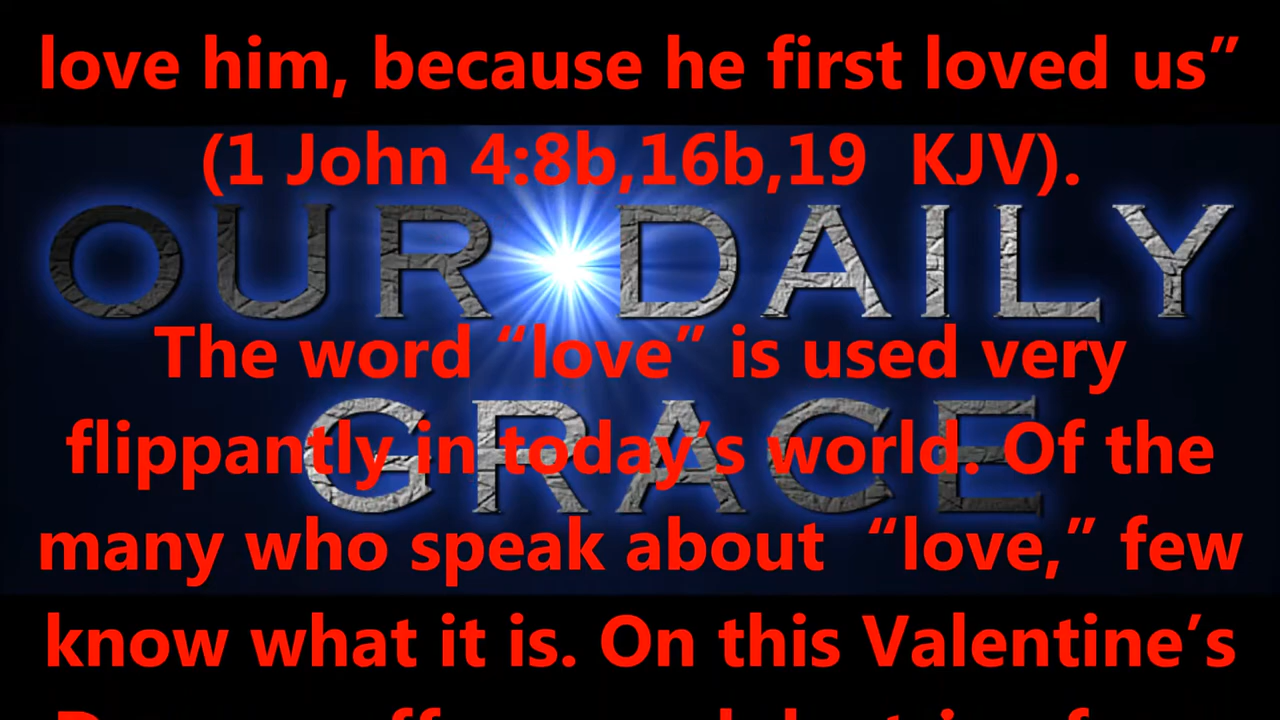 love him, because he first loved us”
(1 John 4:8b,16b,19  KJV).
OUR DAILY
The word “love” is used very
GRACE
flippantly in today’s world. Of the
many who speak about  “love,” few
know what it is. On this Valentine’s